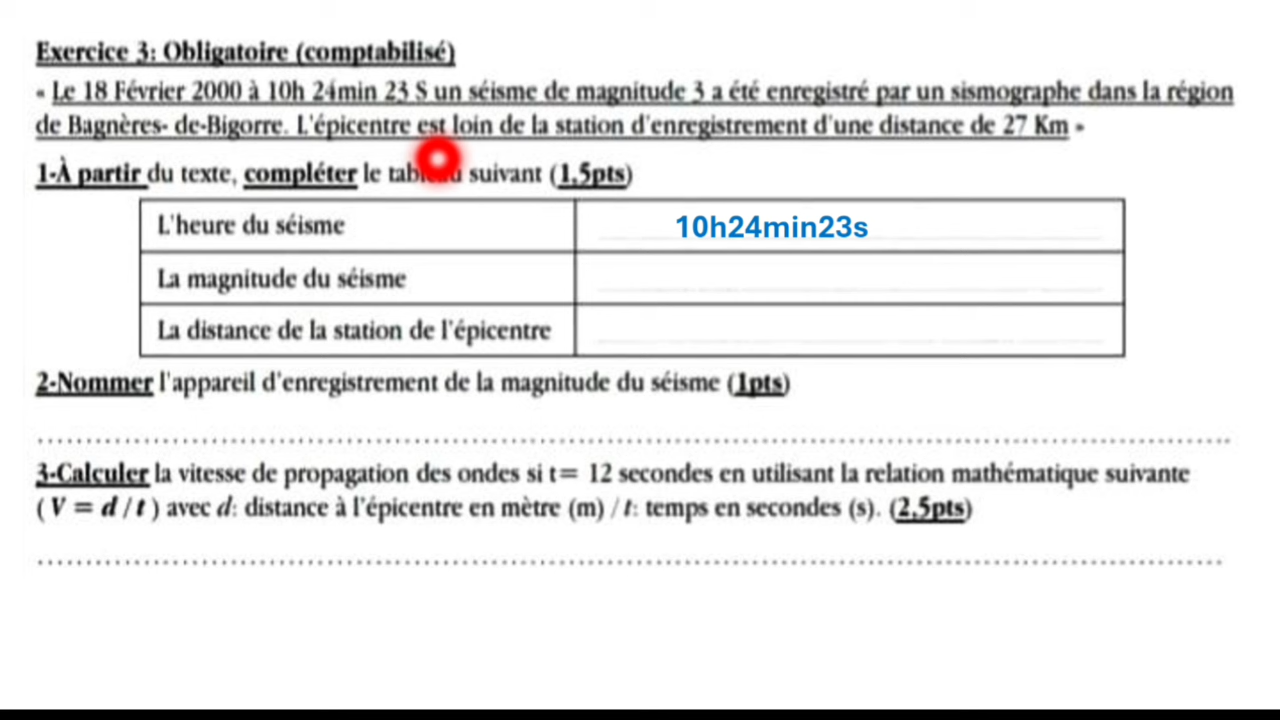 Exercice 3: Obligatoire (comptabilisé)
« Le 18 Février 2000 à 10h 24min 23 S un séisme de magnitude 3 a été enregistré par un sismographe dans la région
de Bagnères- de-Bigorre. L'épicentre est loin de la station d'enregistrement d'une distance de 27 Km »
1-À partir du texte, compléter le tableau suivant (1,5pts)
L'heure du séisme 10h24min23s
La magnitude du séisme
La distance de la station de l'épicentre
2-Nommer l'appareil d'enregistrement de la magnitude du séisme (1pts)
3-Calculer la vitesse de propagation des ondes si t= 12 secondes en utilisant la relation mathématique suivante
( V = d / t ) avec d: distance à l'épicentre en mètre (m) / t: temps en secondes (s). (2,5pts)